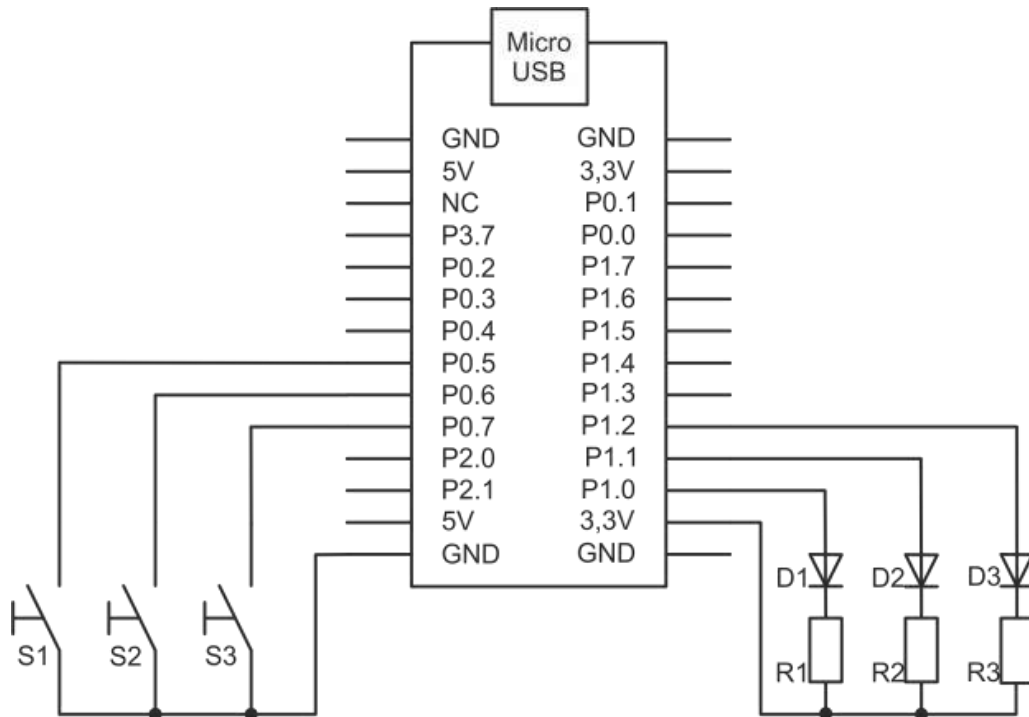 Micro
USB
GND GND
5V 3,3V
NC P0.1
P3.7 P0.0
P0.2 P1.7
P0.3 P1.6
P0.4 P1.5
P0.5 P1.4
P0.6 P1.3
P0.7 P1.2
P2.0 P1.1
P2.1 P1.0
5V 3,3V
GND GND
D1 D2 D3
S1 S2 S3
R1 R2 R3